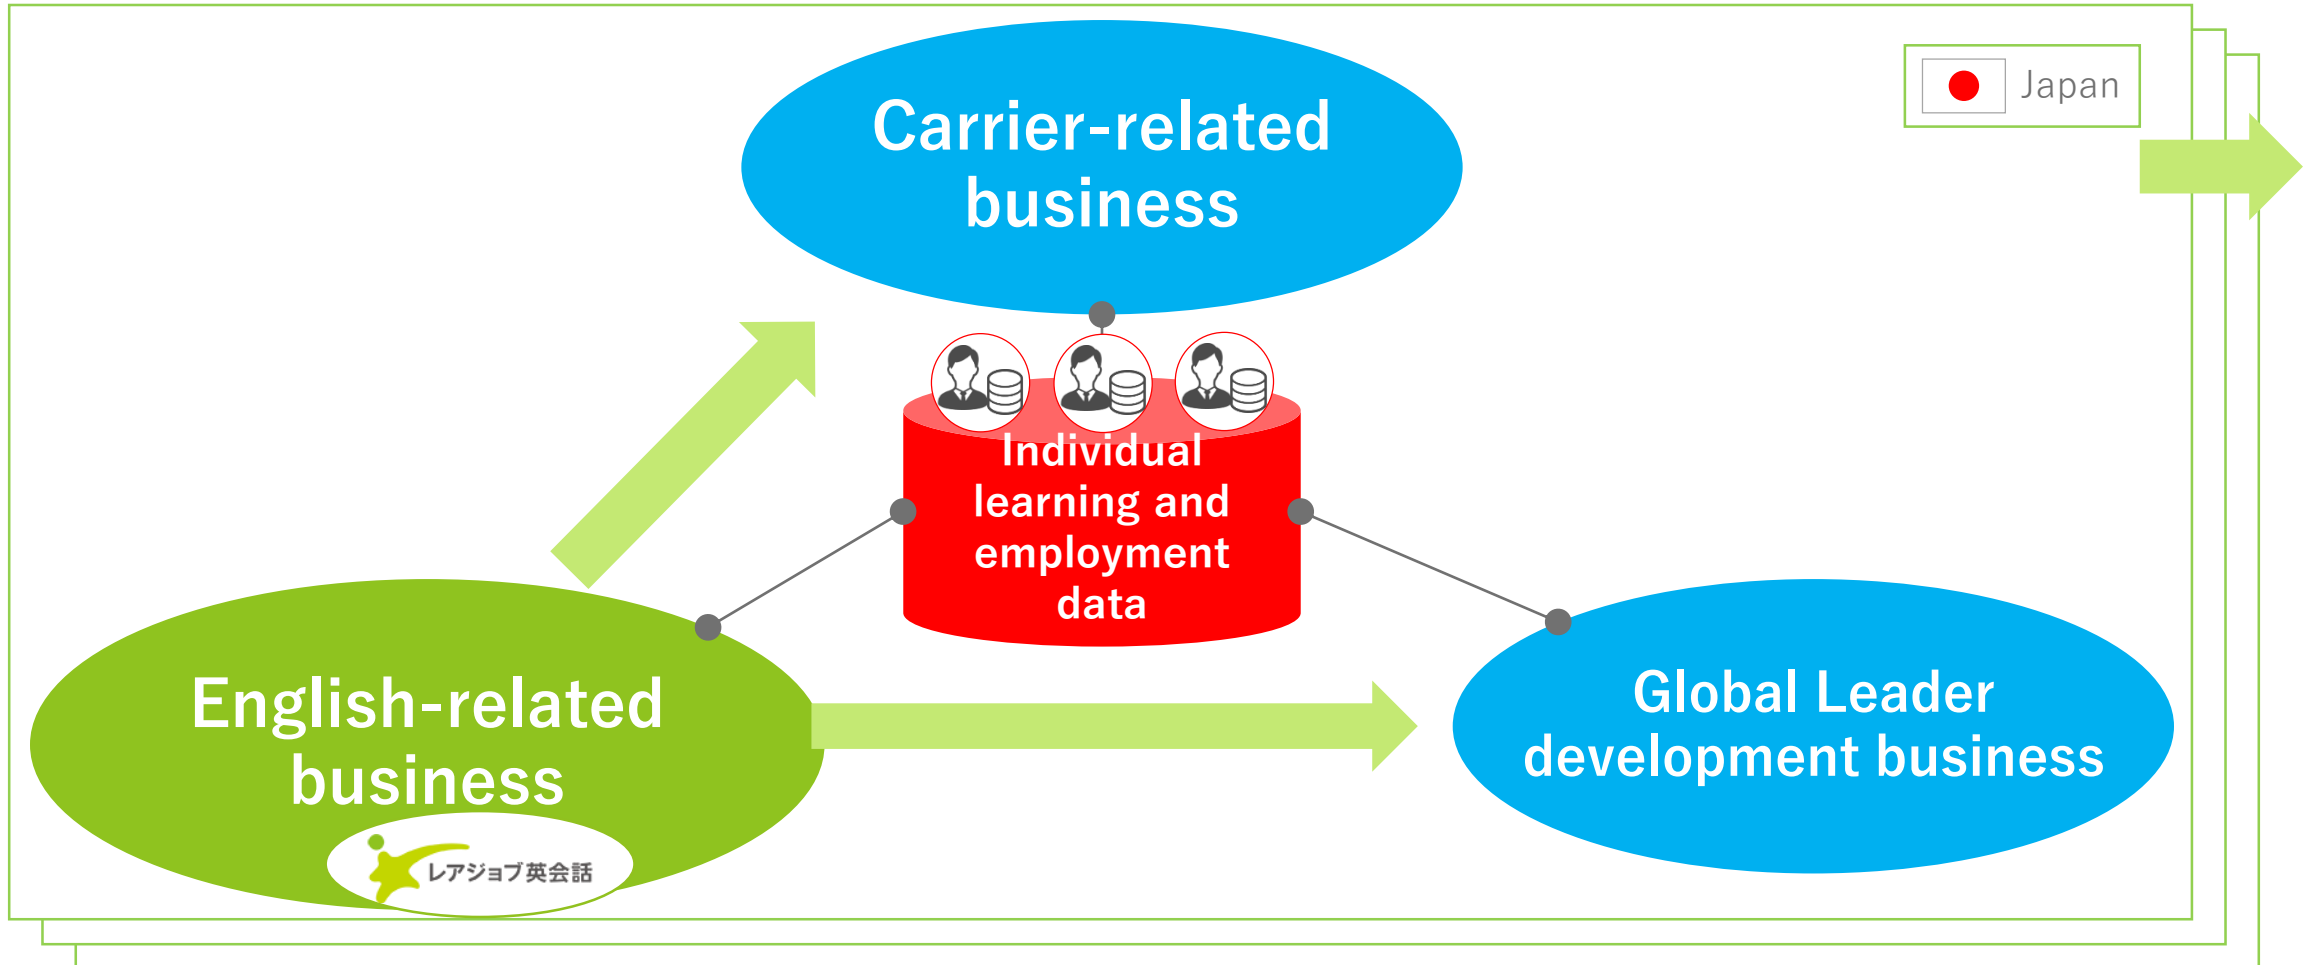 Carrier-related
business
Japan
Individual
learning and
employment
data
English-related
business
レアジョブ英会話
Global Leader
development business